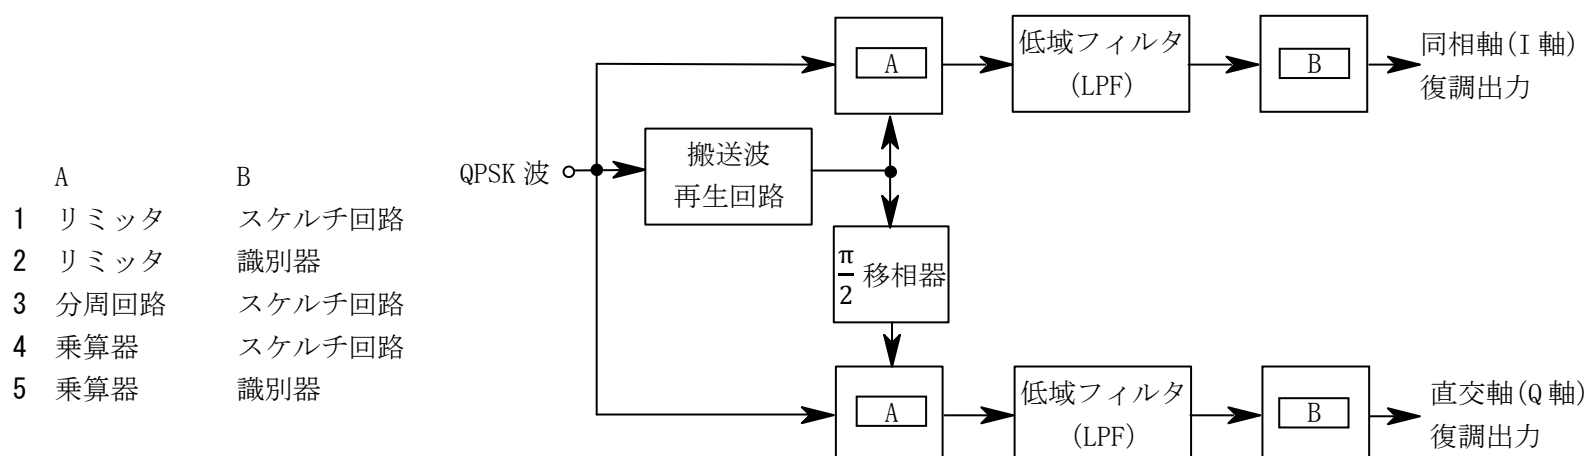 A B
1 リミッタ スケルチ回路
2 リミッタ 識別器
3 分周回路 スケルチ回路
4 乗算器 スケルチ回路
5 乗算器 識別器
QPSK 波
搬送波
再生回路
π/2 移相器
A
低域フィルタ
(LPF)
B
同相軸(I 軸)
復調出力
A
低域フィルタ
(LPF)
B
直交軸(Q 軸)
復調出力